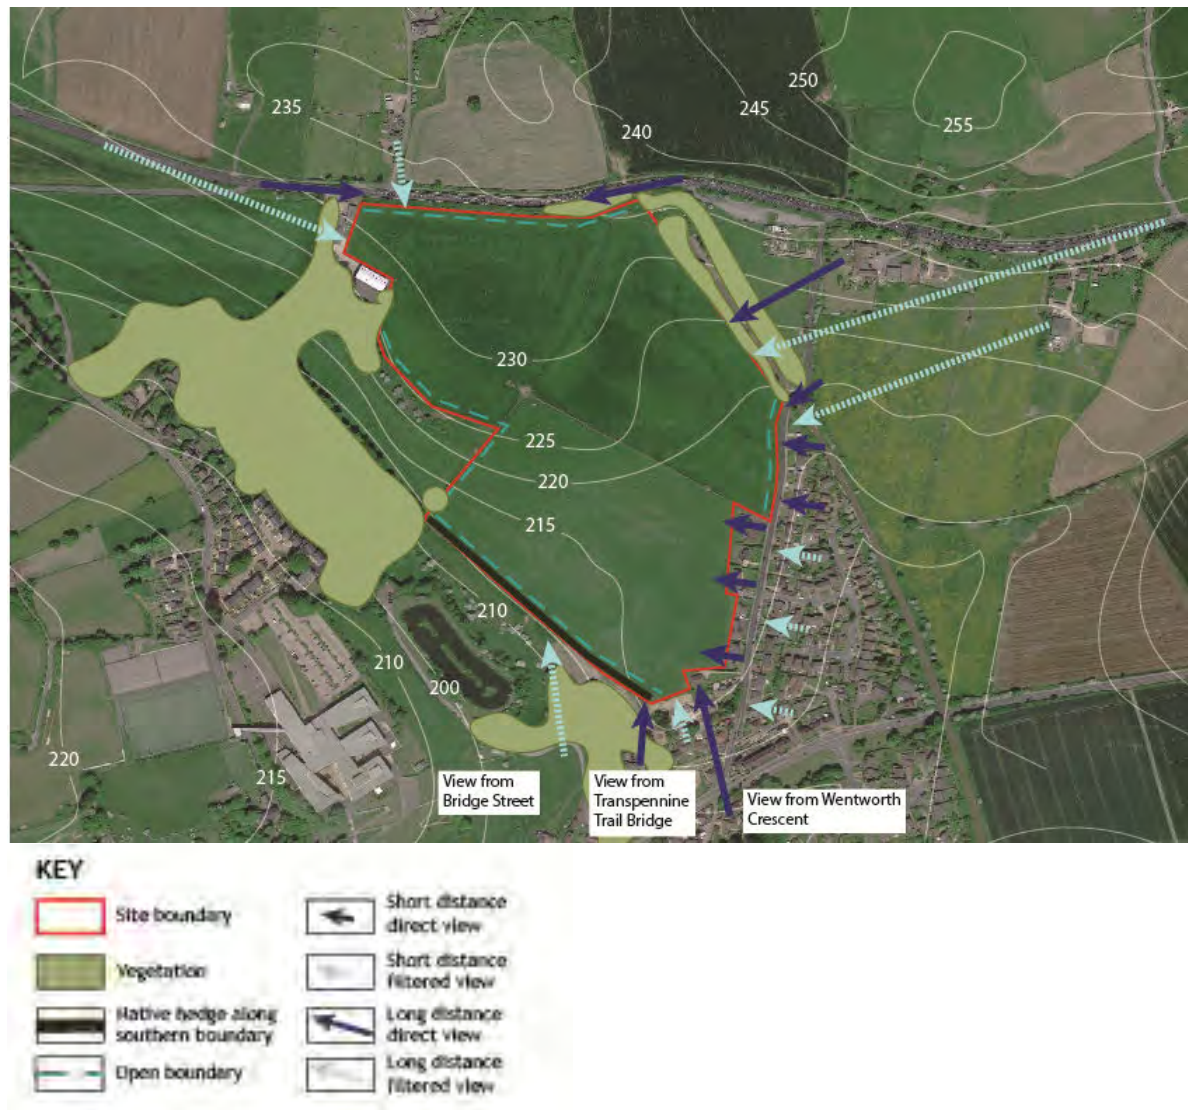 250
235
245
240
255
230
225
220
215
210
210
200
220
215
View from
Bridge Street
View from
Transpennine
Trail Bridge
View from Wentworth
Crescent
KEY
Site boundary
Vegetation
Native hedge along
southern boundary
Open boundary
Short distance
direct view
Short distance
filtered view
Long distance
direct view
Long distance
filtered view